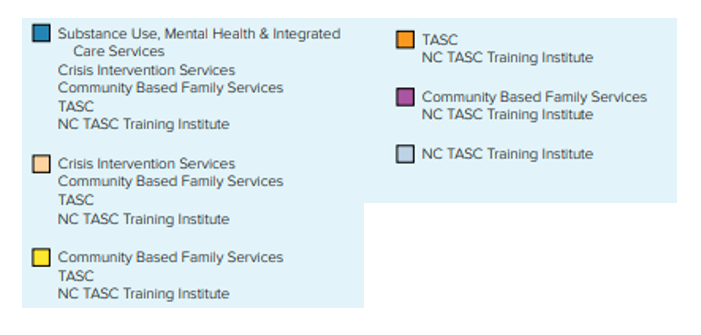 Substance Use, Mental Health & Integrated
Care Services
Crisis Intervention Services
Community Based Family Services
TASC
NC TASC Training Institute
Crisis Intervention Services
Community Based Family Services
TASC
NC TASC Training Institute
Community Based Family Services
TASC
NC TASC Training Institute
TASC
NC TASC Training Institute
Community Based Family Services
NC TASC Training Institute
NC TASC Training Institute